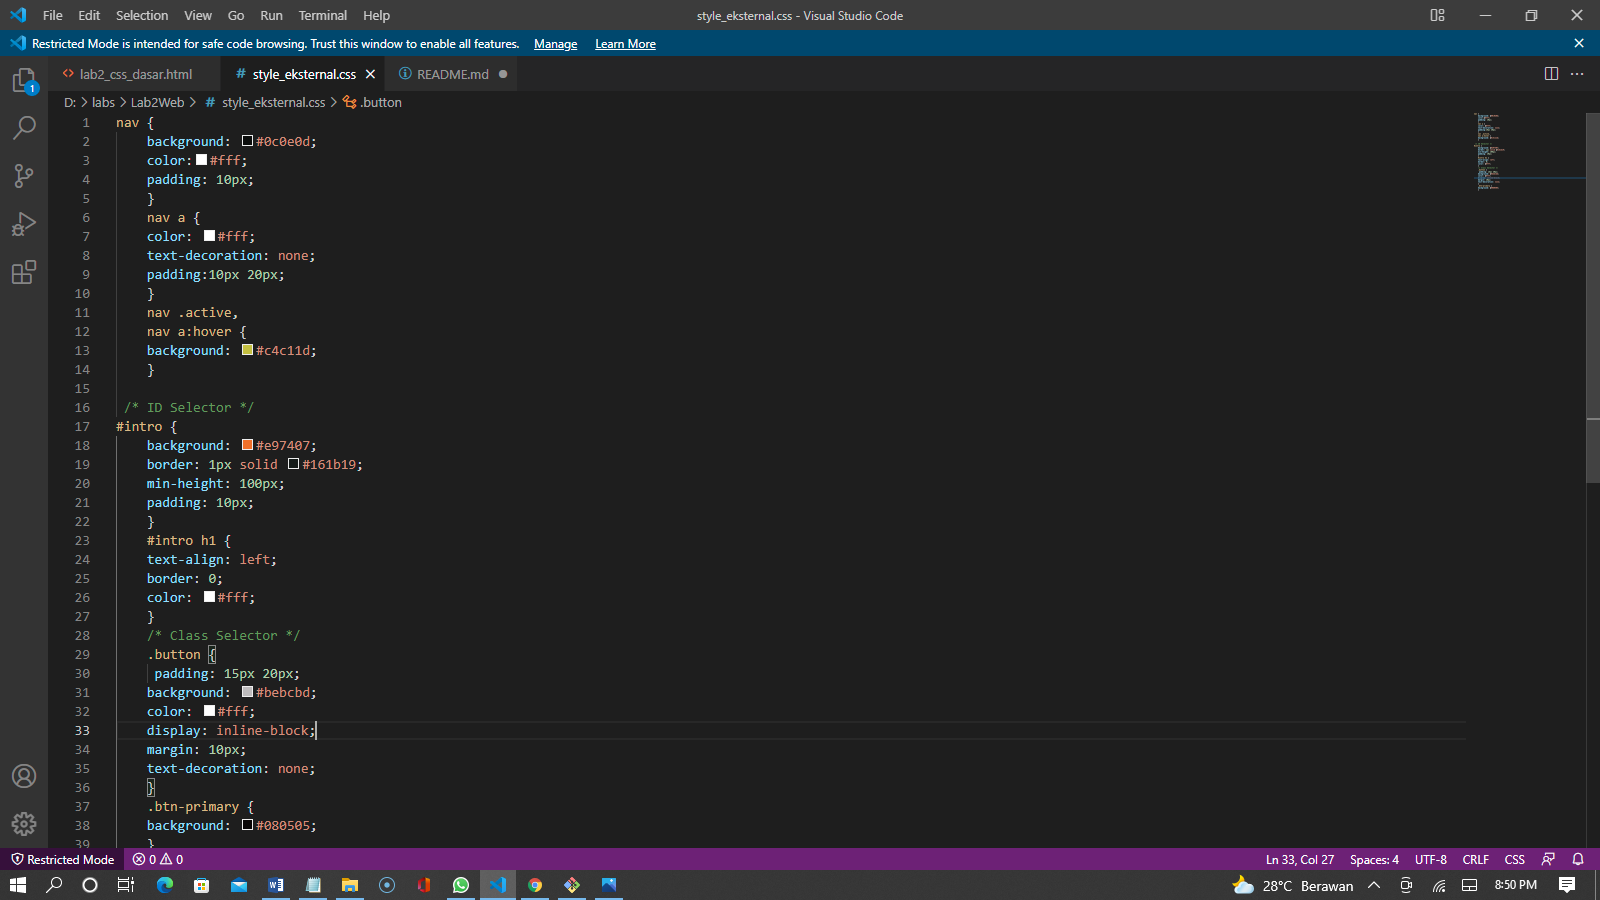 File Edit Selection View Go Run Terminal Help style_eksternal.css - Visual Studio Code
Restricted Mode is intended for safe code browsing. Trust this window to enable all features. Manage Learn More
1 lab2_css_dasar.html # style_eksternal.css README.md
D: > labs > Lab2Web > # style_eksternal.css > .button
1 nav {
2 background: #0c0e0d;
3 color: #fff;
4 padding: 10px;
5 }
6 nav a {
7 color: #fff;
8 text-decoration: none;
9 padding:10px 20px;
10 }
11 nav .active,
12 nav a:hover {
13 background: #c4c11d;
14 }
15
16 /* ID Selector */
17 #intro {
18 background: #e97407;
19 border: 1px solid #161b19;
20 min-height: 100px;
21 padding: 10px;
22 }
23 #intro h1 {
24 text-align: left;
25 border: 0;
26 color: #fff;
27 }
28 /* Class Selector */
29 .button {
30 padding: 15px 20px;
31 background: #bebcbd;
32 color: #fff;
33 display: inline-block;
34 margin: 10px;
35 text-decoration: none;
36 }
37 .btn-primary {
38 background: #080505;
39 }
Restricted Mode 0 0 Ln 33, Col 27 Spaces: 4 UTF-8 CRLF CSS
28°C Berawan 8:50 PM